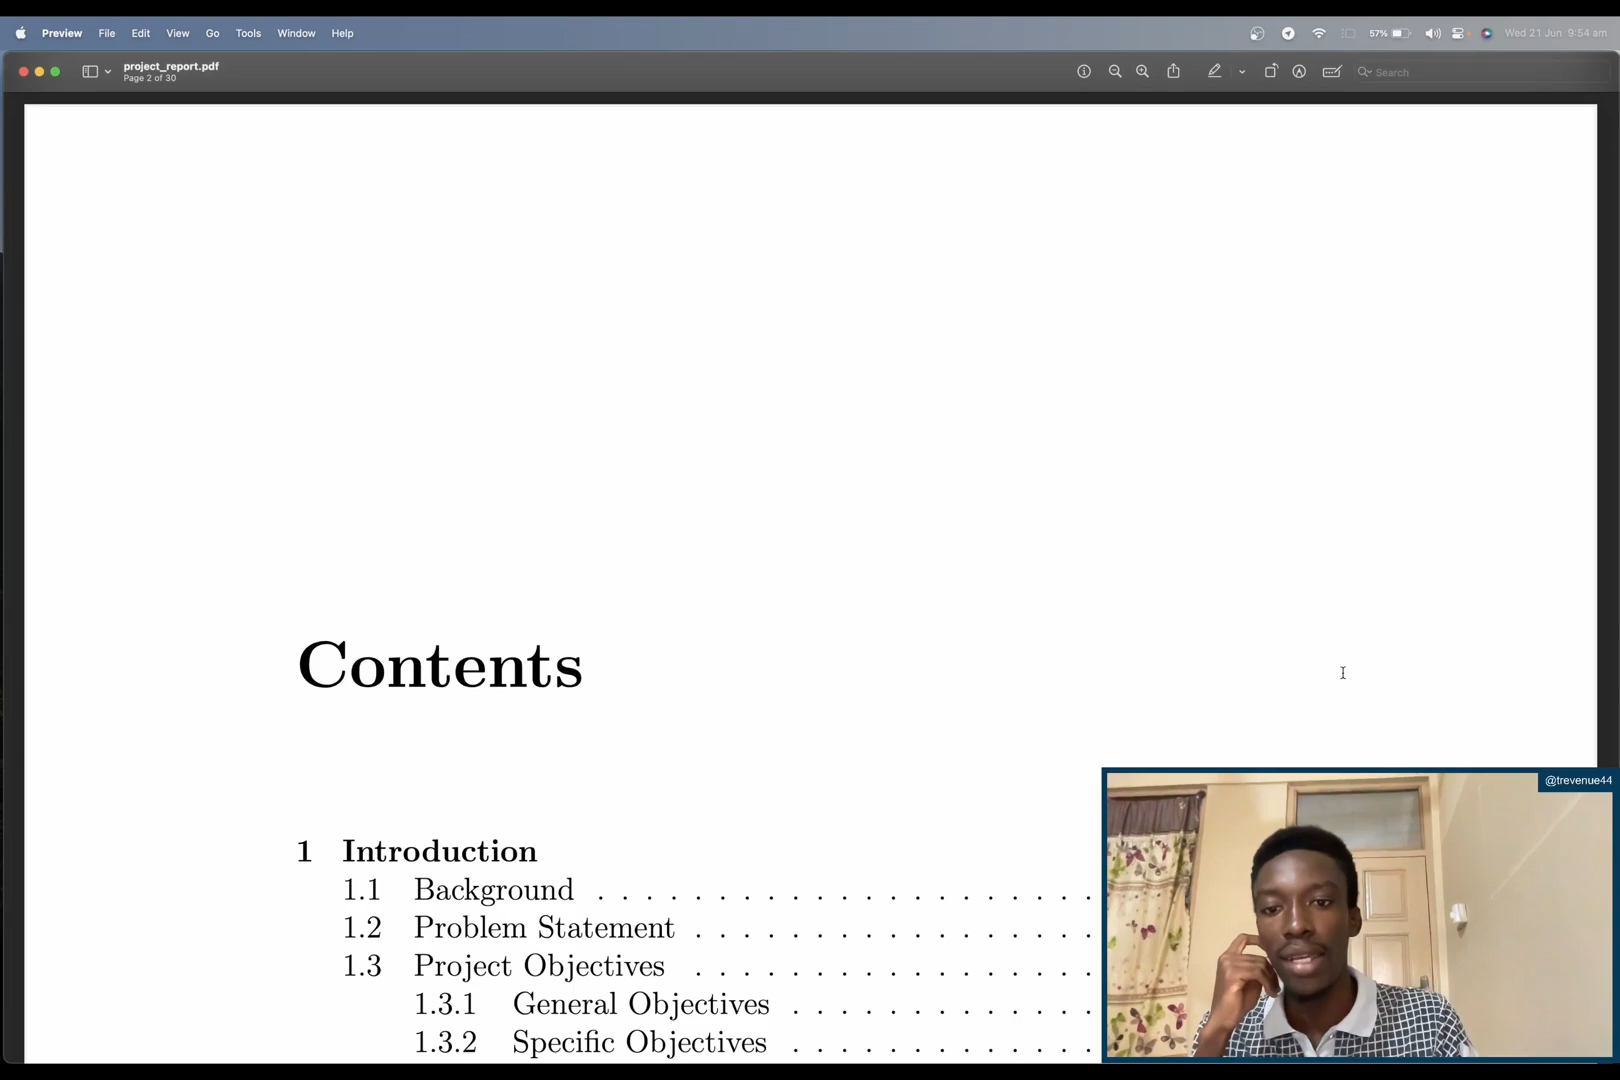 Preview File Edit View Go Tools Window Help 57% Wed 21 Jun 9:54 am
project_report.pdf
Page 2 of 30
Search
Contents
1 Introduction
1.1 Background . . . . . . . . . . . . . . . . . . . . .
1.2 Problem Statement . . . . . . . . . . . . . . . . .
1.3 Project Objectives . . . . . . . . . . . . . . . . .
1.3.1 General Objectives . . . . . . . . . . . . .
1.3.2 Specific Objectives . . . . . . . . . . . . .
@trevenue44